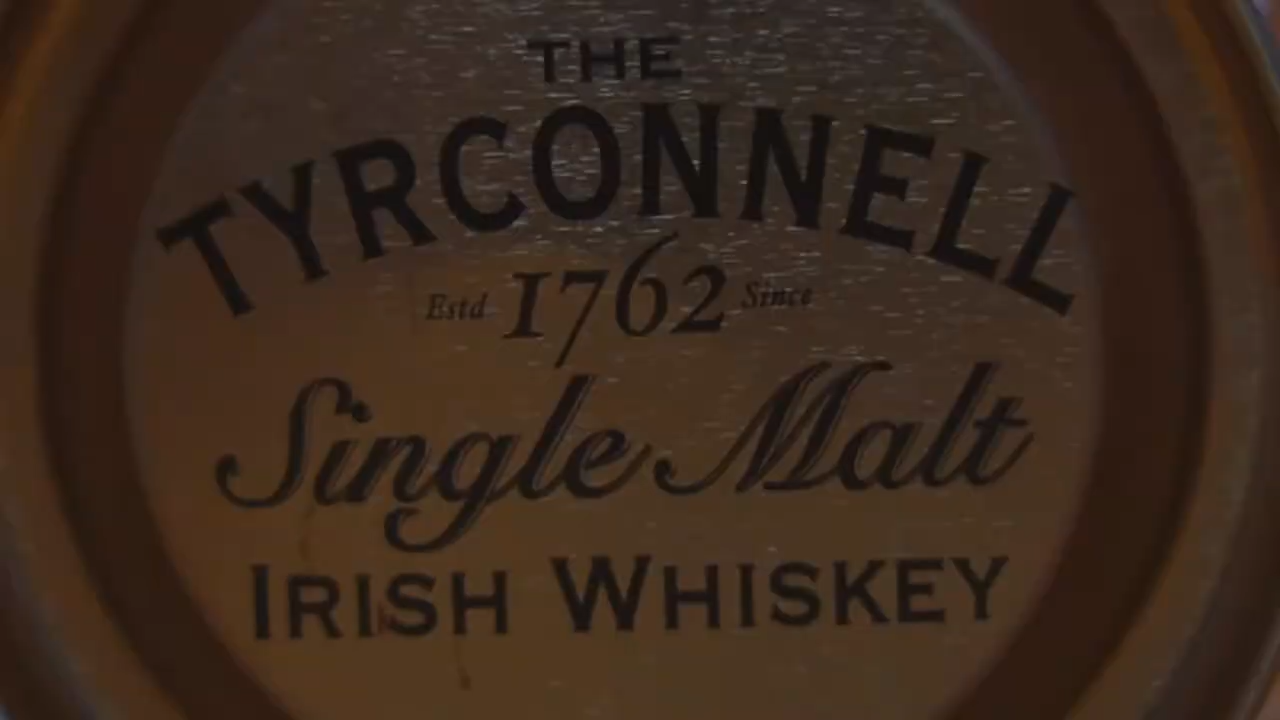 THE
TYRCONNELL
Estd 1762 Since
Single Malt
IRISH WHISKEY